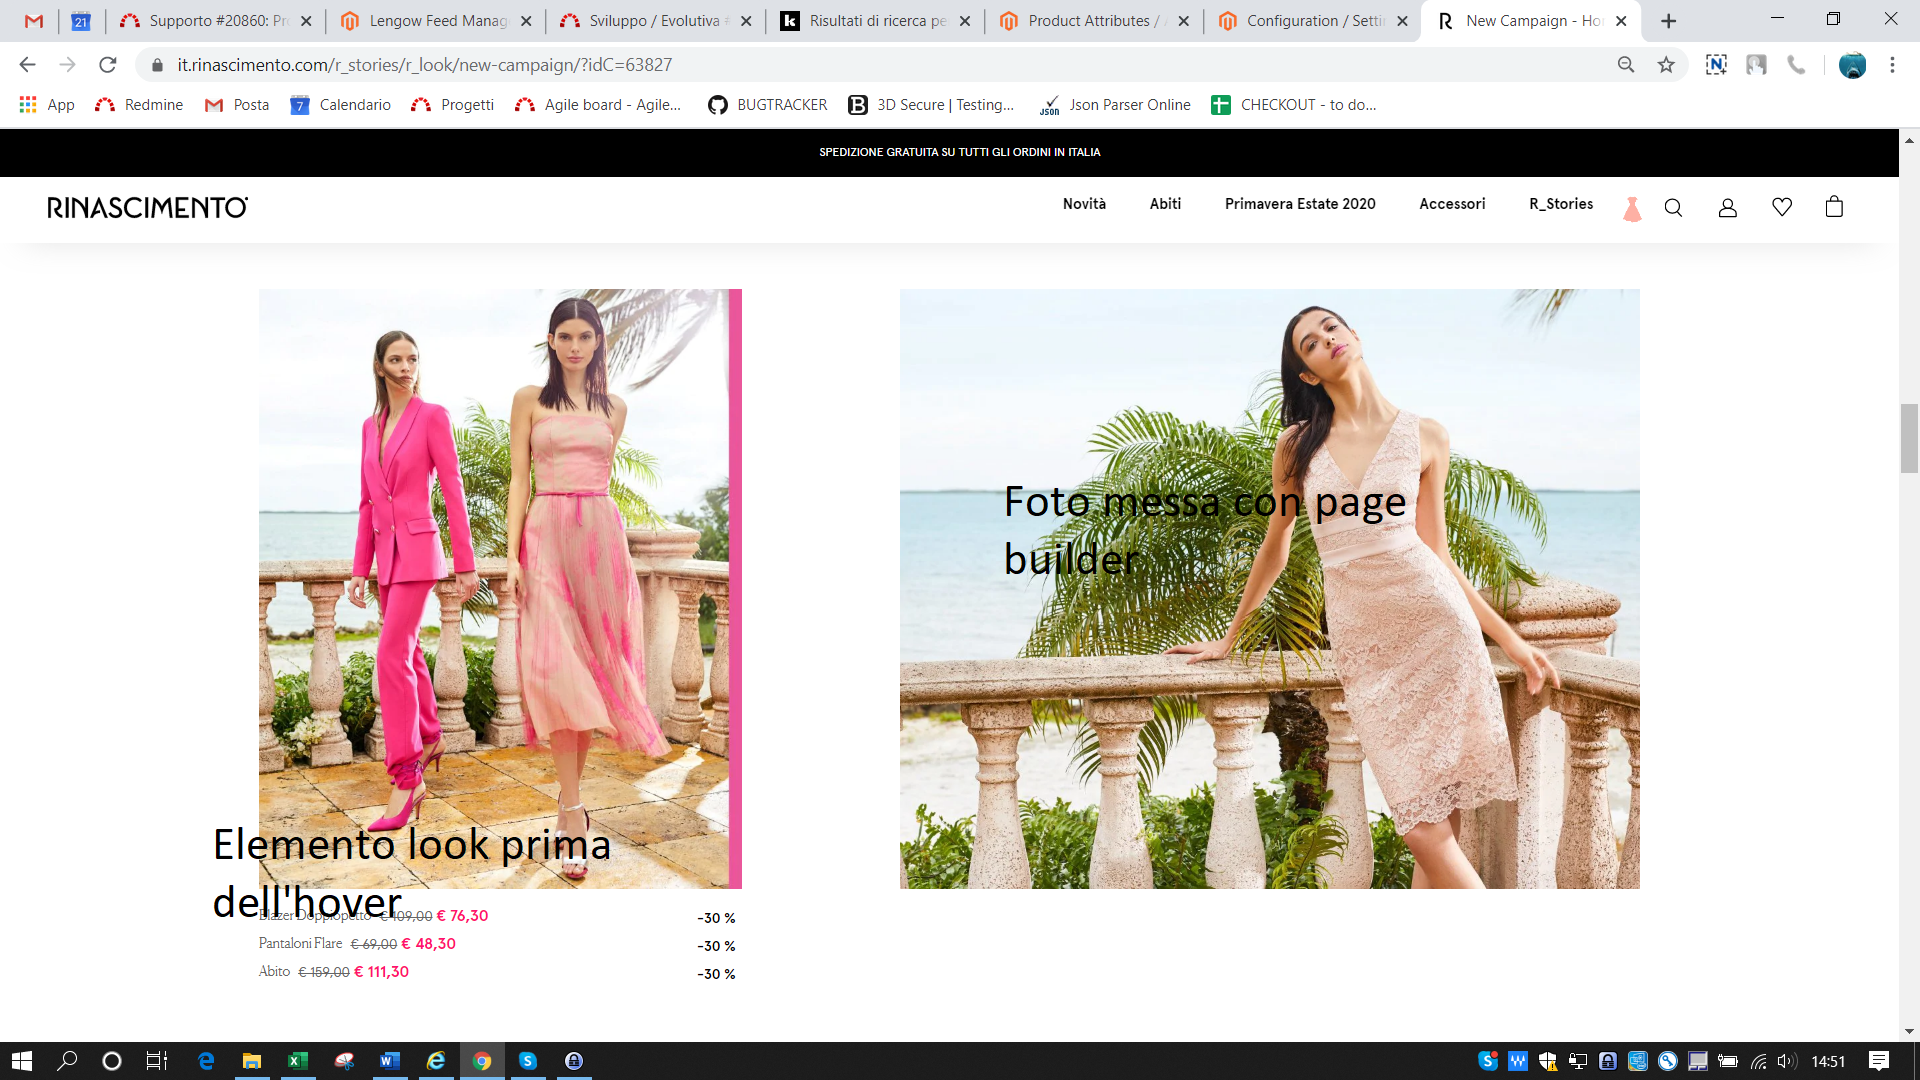 21
Supporto #20860: Pr
Lengow Feed Manag
Sviluppo / Evolutiva #
Risultati di ricerca pe
Product Attributes /
Configuration / Setti
New Campaign - Ho
it.rinascimento.com/r_stories/r_look/new-campaign/?idC=63827
App
Redmine
Posta
7
Calendario
Progetti
Agile board - Agile...
BUGTRACKER
3D Secure | Testing...
Json
Json Parser Online
CHECKOUT - to do...
SPEDIZIONE GRATUITA SU TUTTI GLI ORDINI IN ITALIA
RINASCIMENTO
Novità
Abiti
Primavera Estate 2020
Accessori
R_Stories
Foto messa con page
builder
Elemento look prima
dell'hover
Blazer Doppiopetto € 109,00 € 76,30 -30 %
Pantaloni Flare € 69,00 € 48,30 -30 %
Abito € 159,00 € 111,30 -30 %
14:51